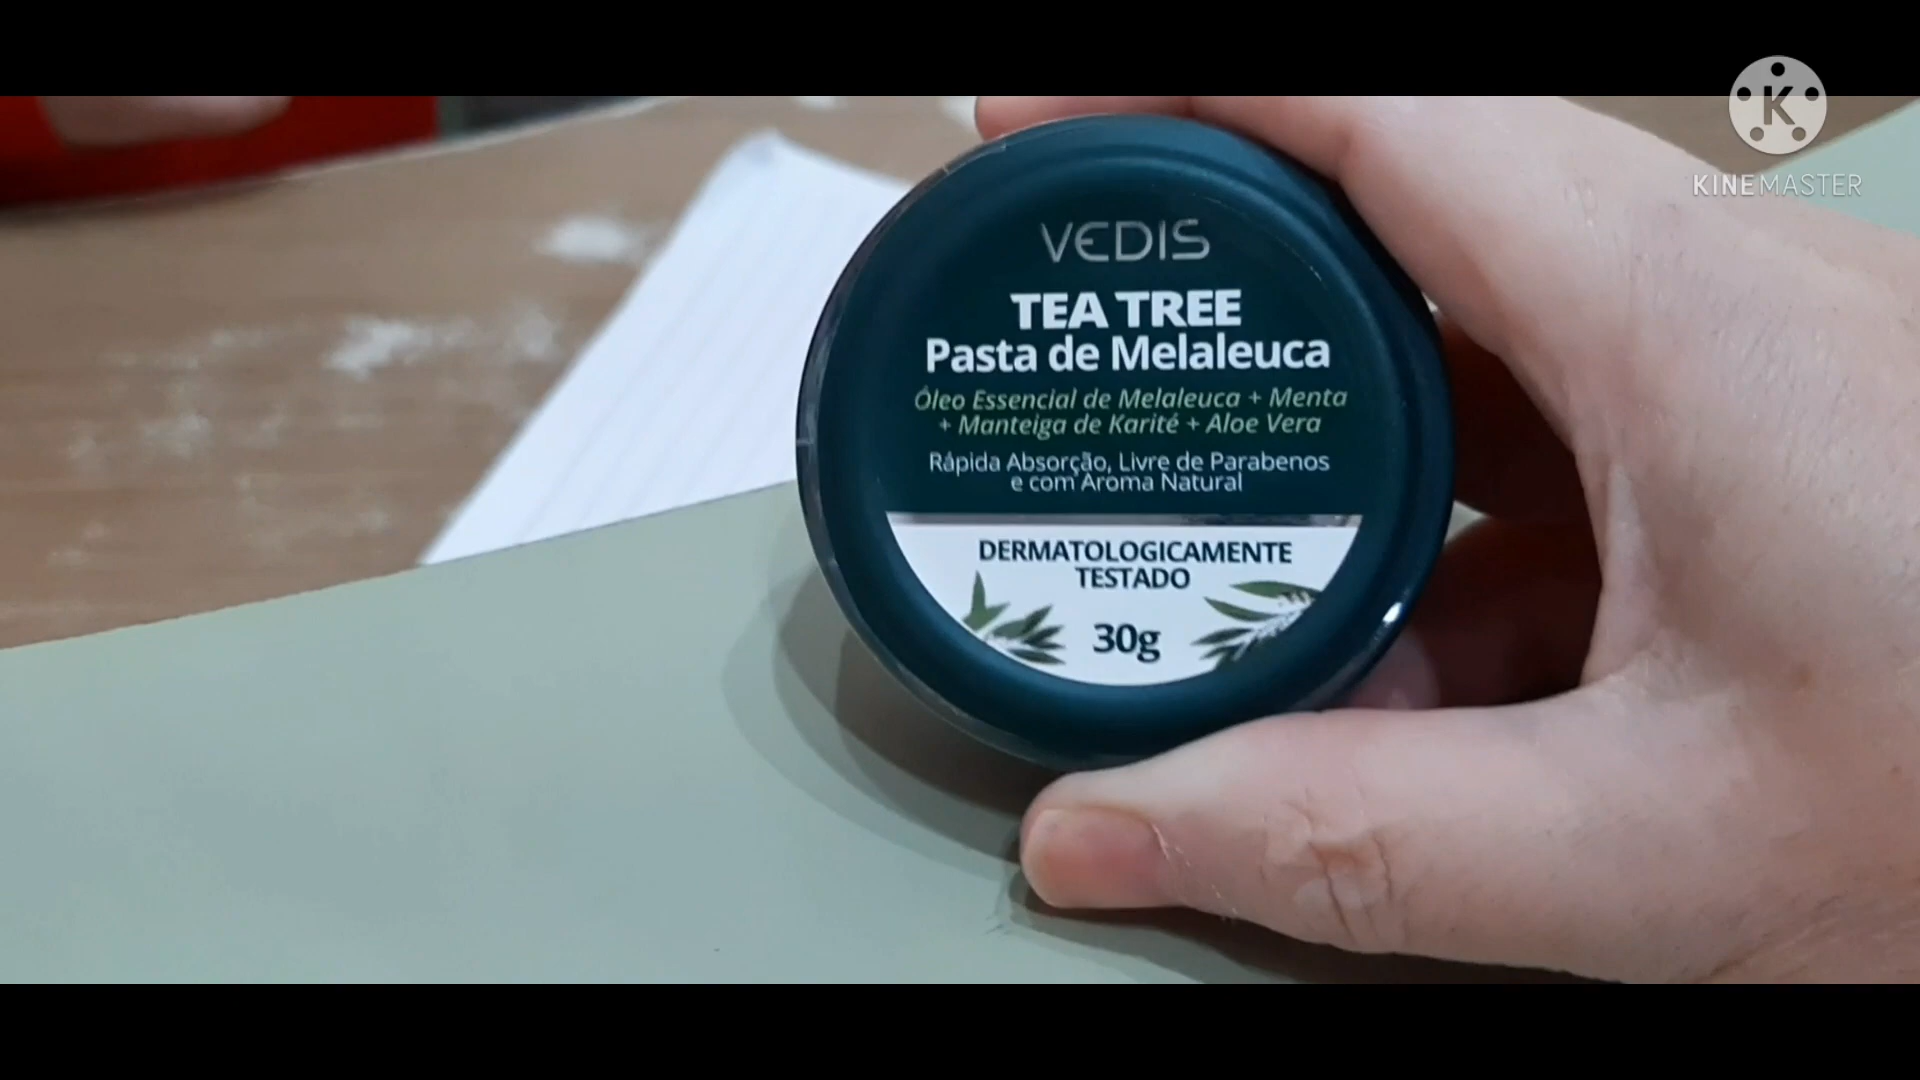 K
KINEMASTER
VEDIS
TEA TREE
Pasta de Melaleuca
Óleo Essencial de Melaleuca + Menta
+ Manteiga de Karité + Aloe Vera
Rápida Absorção, Livre de Parabenos
e com Aroma Natural
DERMATOLOGICAMENTE
TESTADO
30g